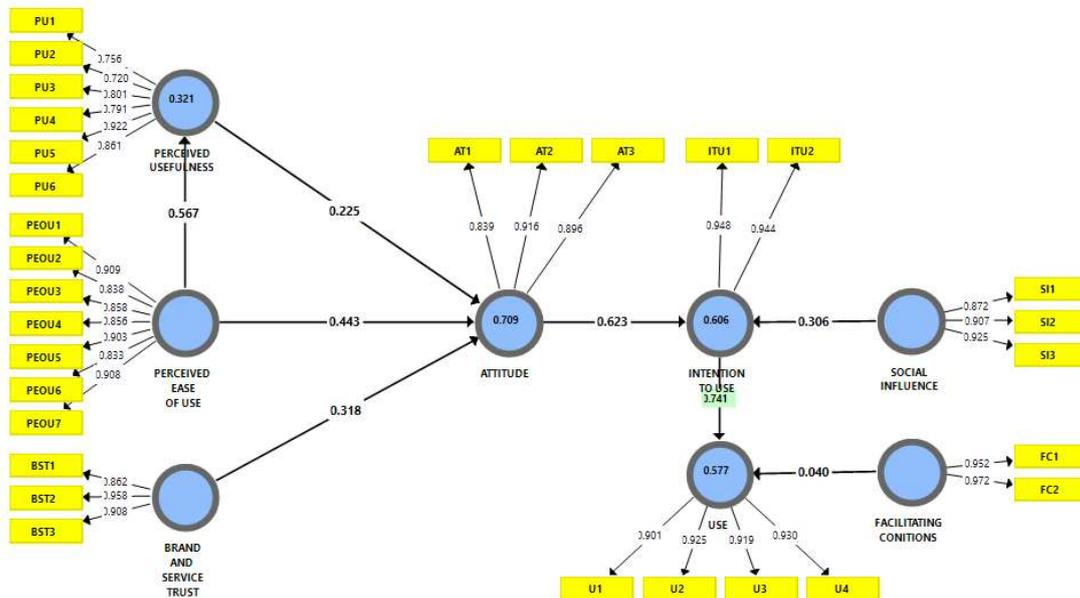 PU1
PU2
PU3
PU4
PU5
PU6
0.756
0.720
0.801
0.791
0.922
0.861
0.321
PERCEIVED
USEFULNESS
0.567
0.225
PEOU1
PEOU2
PEOU3
PEOU4
PEOU5
PEOU6
PEOU7
0.909
0.838
0.858
0.856
0.903
0.833
0.908
PERCEIVED
EASE
OF USE
0.443
BST1
BST2
BST3
0.862
0.958
0.908
BRAND
AND
SERVICE
TRUST
0.318
AT1
AT2
AT3
0.839
0.916
0.896
0.709
ATTITUDE
0.623
ITU1
ITU2
0.948
0.944
0.606
INTENTION
TO USE
0.741
0.306
SOCIAL
INFLUENCE
0.872
0.907
0.925
SI1
SI2
SI3
0.577
USE
0.040
FACILITATING
CONITIONS
0.952
0.972
FC1
FC2
0.901
0.925
0.919
0.930
U1
U2
U3
U4